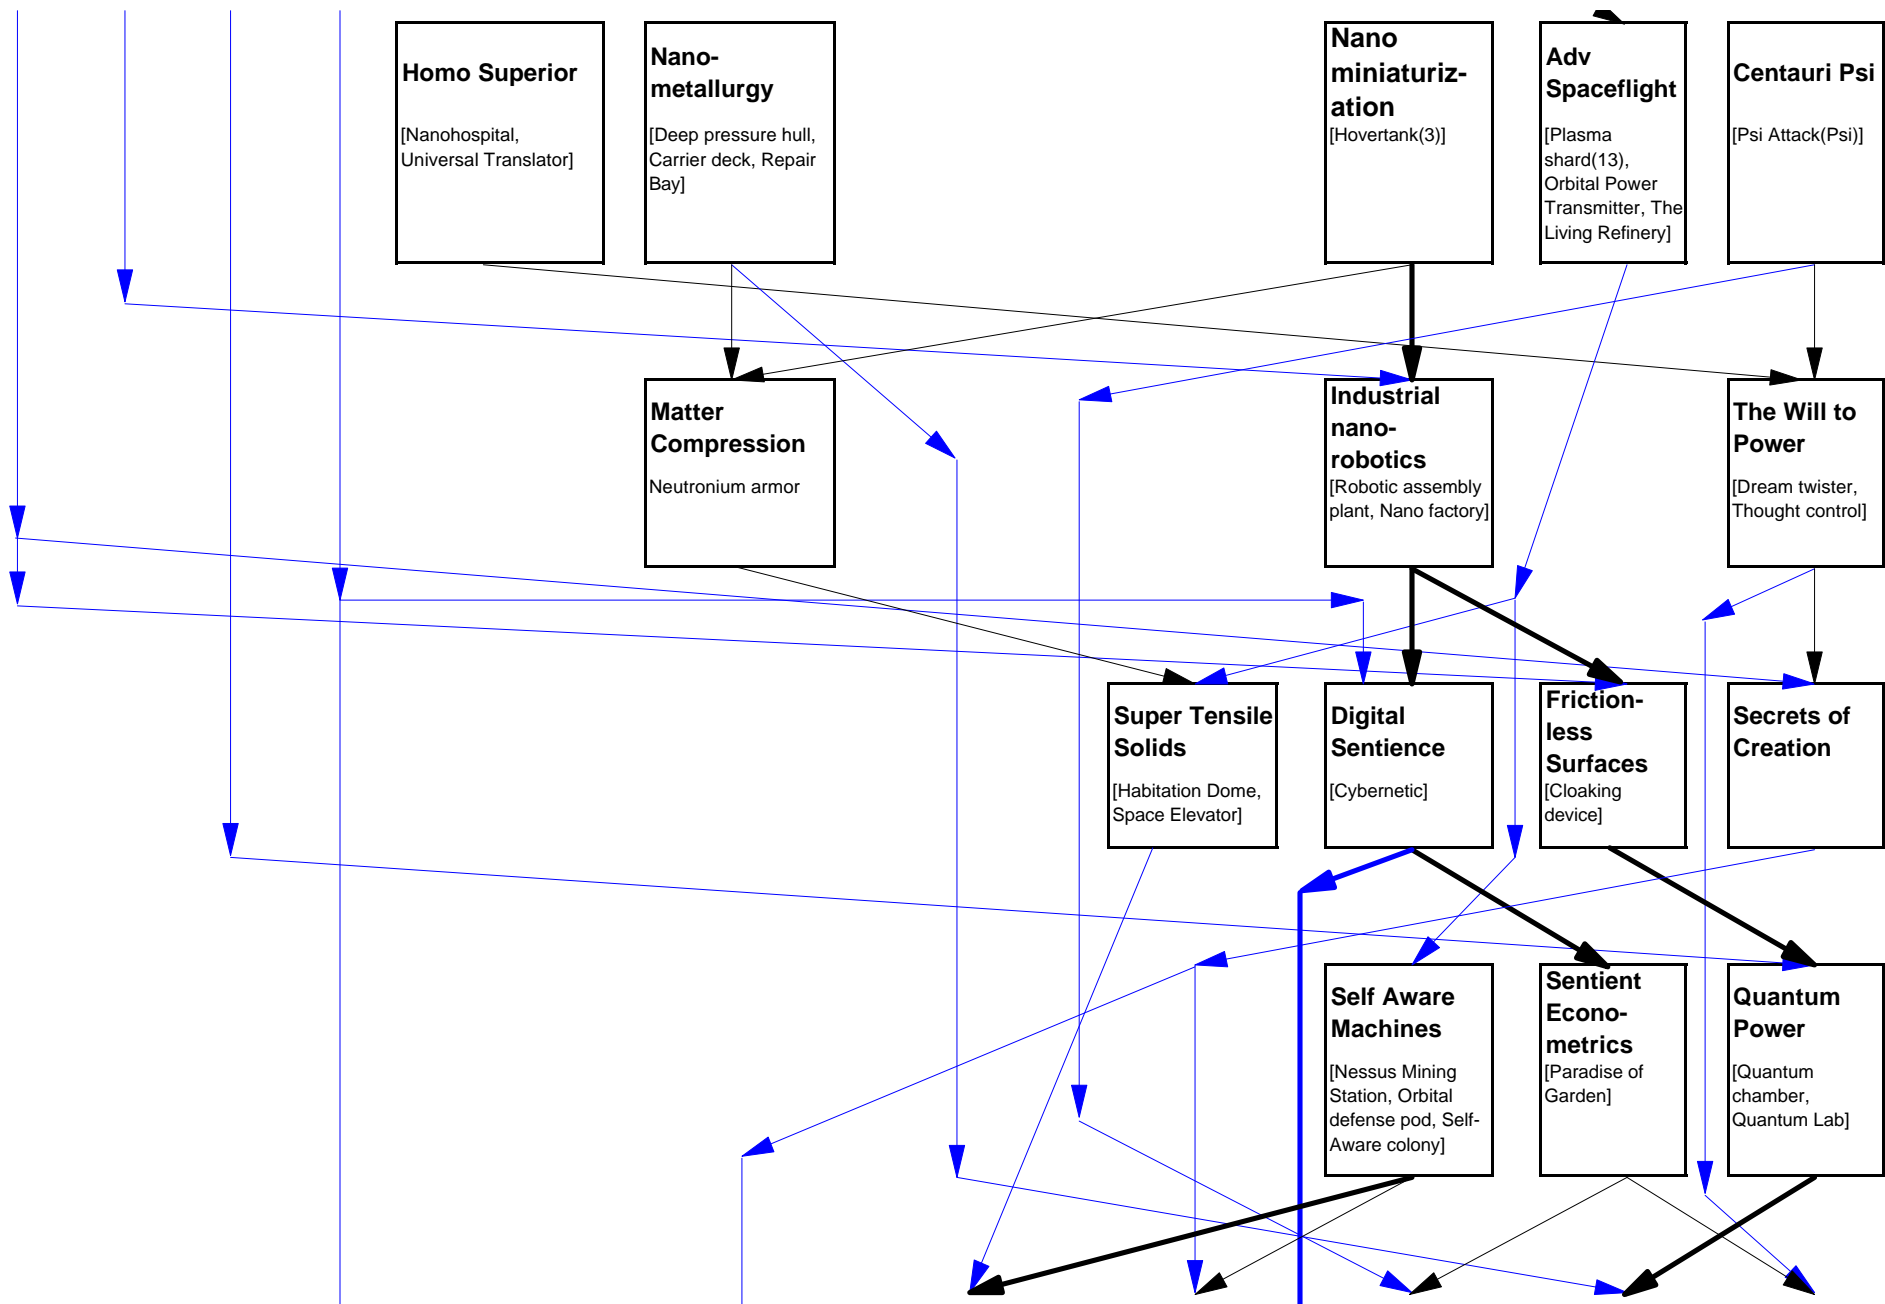 Homo Superior
[Nanohospital,
Universal Translator]
Nano-
metallurgy
[Deep pressure hull,
Carrier deck, Repair
Bay]
Nano
miniaturiz-
ation
[Hovertank(3)]
Adv
Spaceflight
[Plasma
shard(13),
Orbital Power
Transmitter, The
Living Refinery]
Centauri Psi
[Psi Attack(Psi)]
Matter
Compression
Neutronium armor
Industrial
nano-
robotics
[Robotic assembly
plant, Nano factory]
The Will to
Power
[Dream twister,
Thought control]
Super Tensile
Solids
[Habitation Dome,
Space Elevator]
Digital
Sentience
[Cybernetic]
Friction-
less
Surfaces
[Cloaking
device]
Secrets of
Creation
Self Aware
Machines
[Nessus Mining
Station, Orbital
defense pod, Self-
Aware colony]
Sentient
Econo-
metrics
[Paradise of
Garden]
Quantum
Power
[Quantum
chamber,
Quantum Lab]